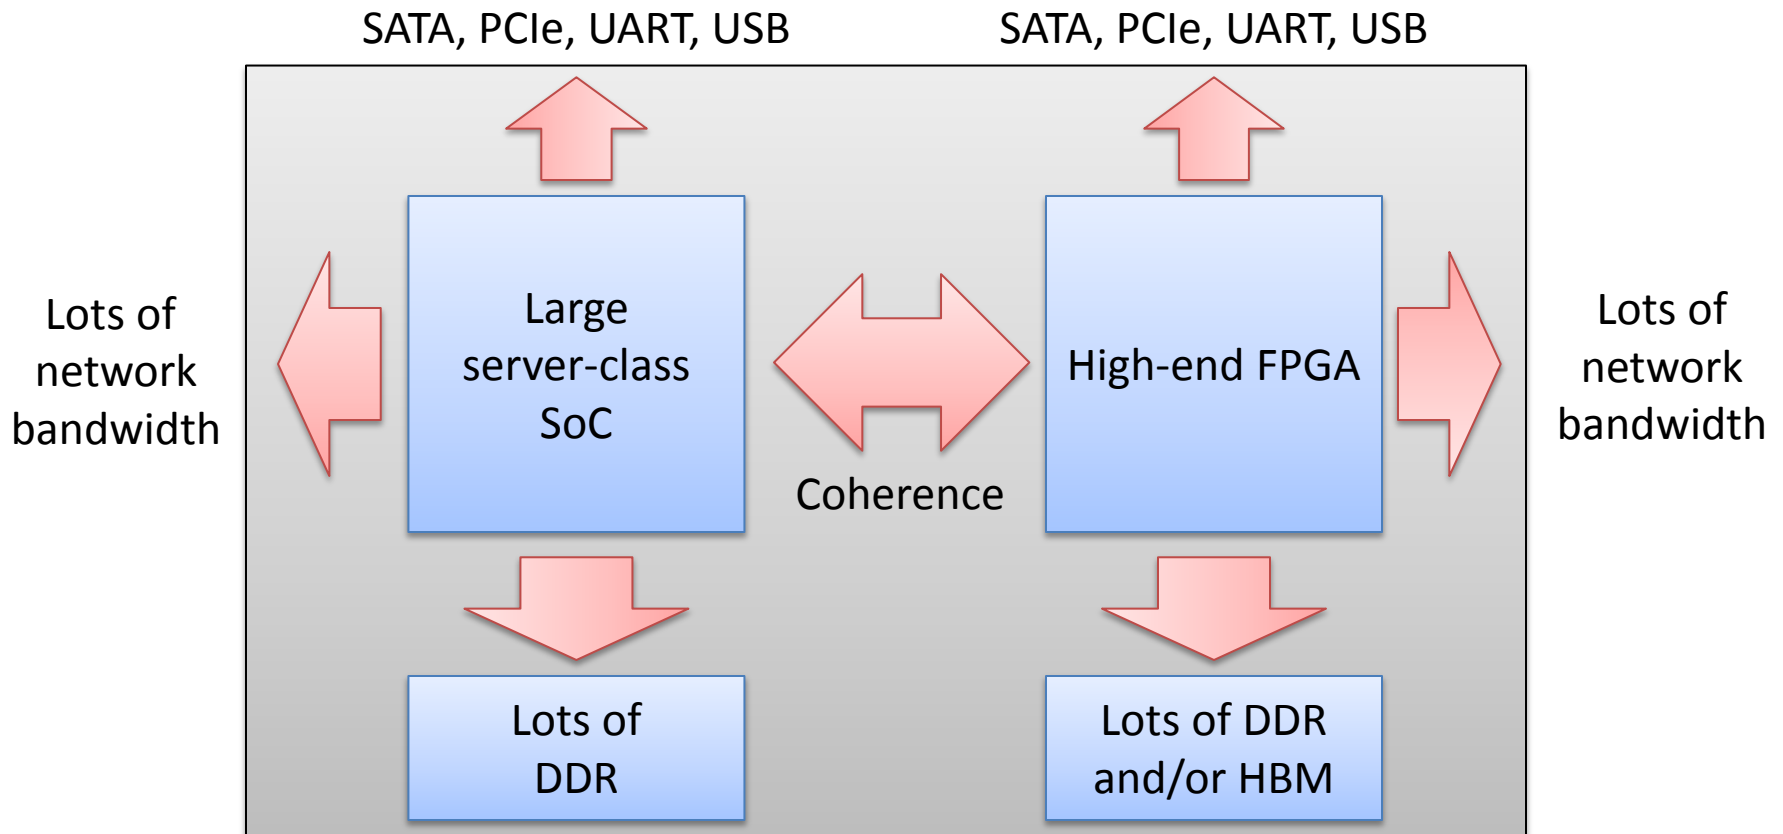 SATA, PCIe, UART, USB
SATA, PCIe, UART, USB
Lots of
network
bandwidth
Large
server-class
SoC
Coherence
High-end FPGA
Lots of
network
bandwidth
Lots of
DDR
Lots of DDR
and/or HBM